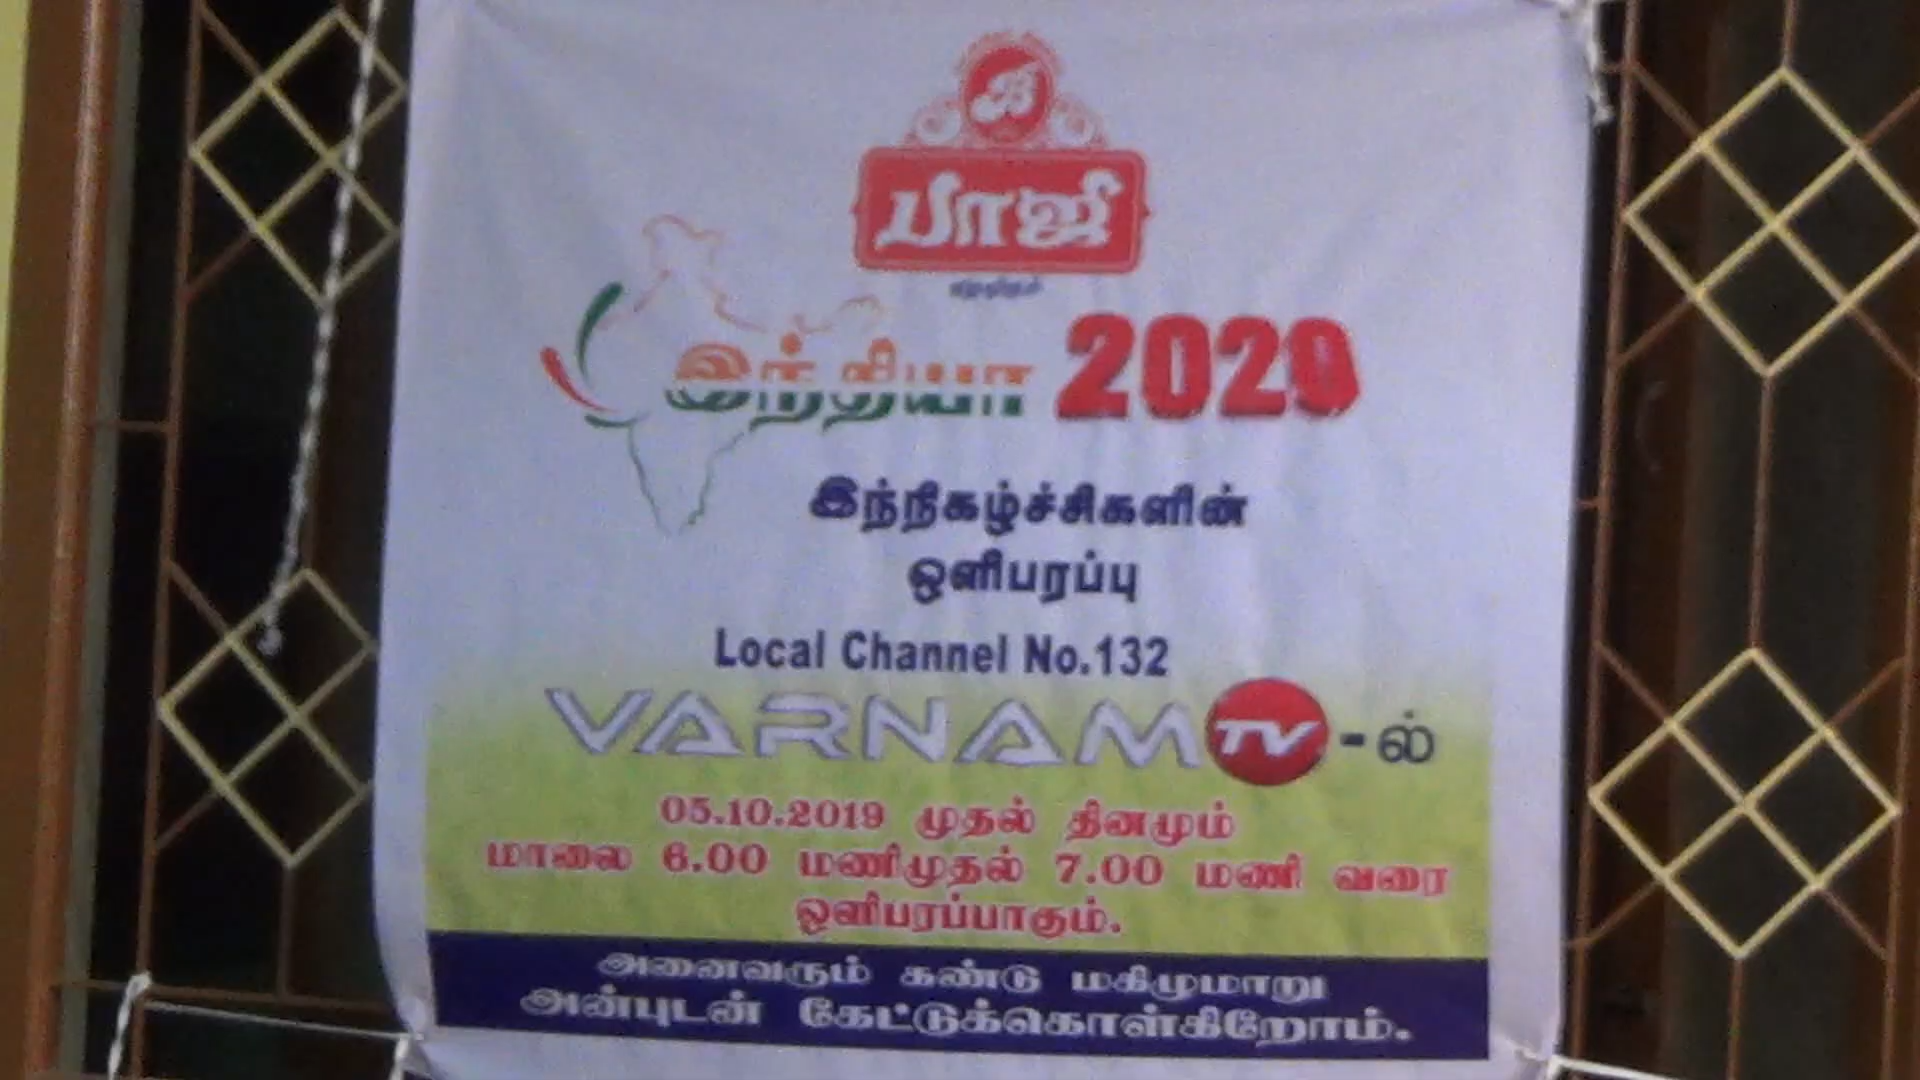 பாஜி
இந்தியா 2020
இந்நிகழ்ச்சிகளின்
ஒளிபரப்பு
Local Channel No.132
VARNAM TV -ல்
05.10.2019 முதல் தினமும்
மாலை 6.00 மணிமுதல் 7.00 மணி வரை
ஒளிபரப்பாகும்.
அனைவரும் கண்டு மகிழுமாறு
அன்புடன் கேட்டுக்கொள்கிறோம்.